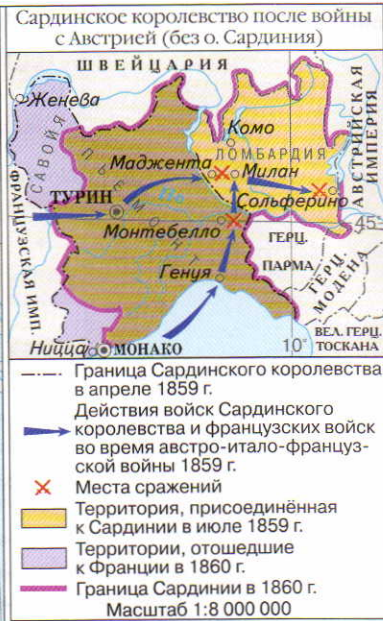 Сардинское королевство после войны
с Австрией (без о. Сардиния)
ШВЕЙЦАРИЯ
Женева
САВОЙЯ
Комо
ЛОМБАРДИЯ
Маджента
Милан
АВСТРИЙСКАЯ
ИМПЕРИЯ
ТУРИН
По
Сольферино
ПЬЕМОНТ
Монтебелло
45°
ФРАНЦУЗСКАЯ ИМП.
ГЕРЦ.
ПАРМА
ГЕРЦ.
МОДЕНА
Генуя
Ницца
МОНАКО
10°
ВЕЛ. ГЕРЦ.
ТОСКАНА
Граница Сардинского королевства
в апреле 1859 г.
Действия войск Сардинского
королевства и французских войск
во время австро-итало-француз-
ской войны 1859 г.
Места сражений
Территория, присоединённая
к Сардинии в июле 1859 г.
Территории, отошедшие
к Франции в 1860 г.
Граница Сардинии в 1860 г.
Масштаб 1:8 000 000